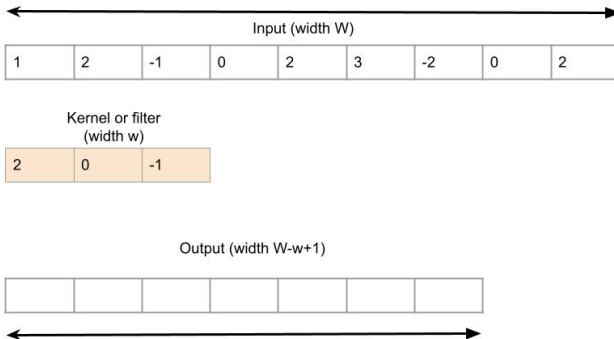 Input (width W)
1 2 -1 0 2 3 -2 0 2
Kernel or filter
(width w)
2 0 -1
Output (width W-w+1)